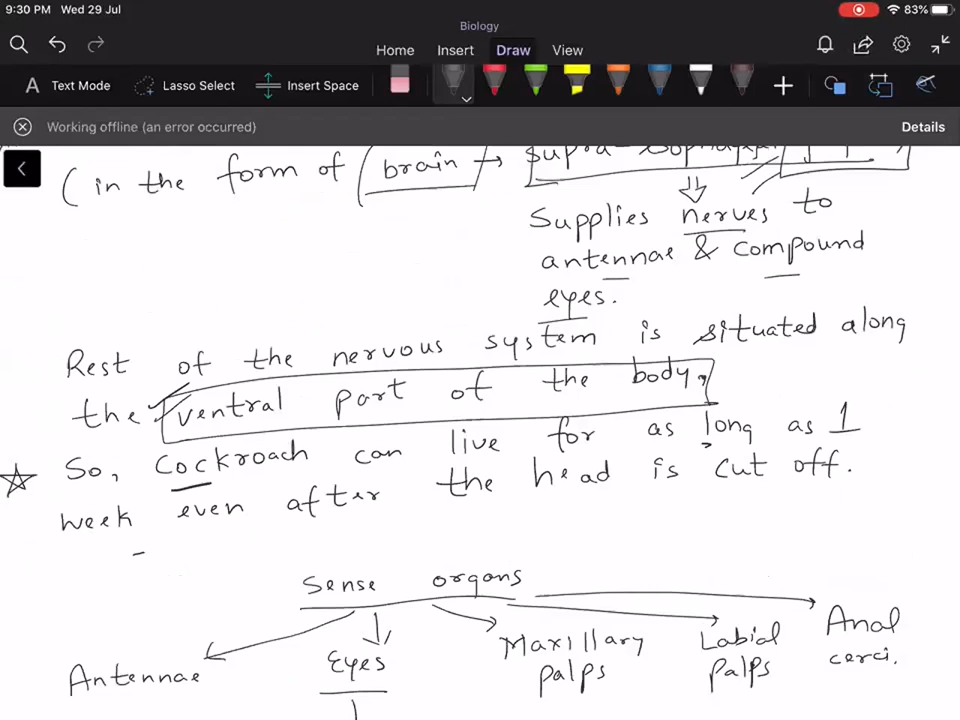 9:30 PM Wed 29 Jul
83%
Biology
Home Insert Draw View
Text Mode Lasso Select Insert Space
Working offline (an error occurred) Details
(in the form of (brain) → Supra-
Supplies nerves to
antennae & compound
eyes.
Rest of the nervous system is situated along
the ventral part of the body,
So, Cockroach can live for as long as 1
week even after the head is cut off.
Sense organs
Antennae
Eyes
Maxillary
palps
Labial
palps
Anal
cerci.